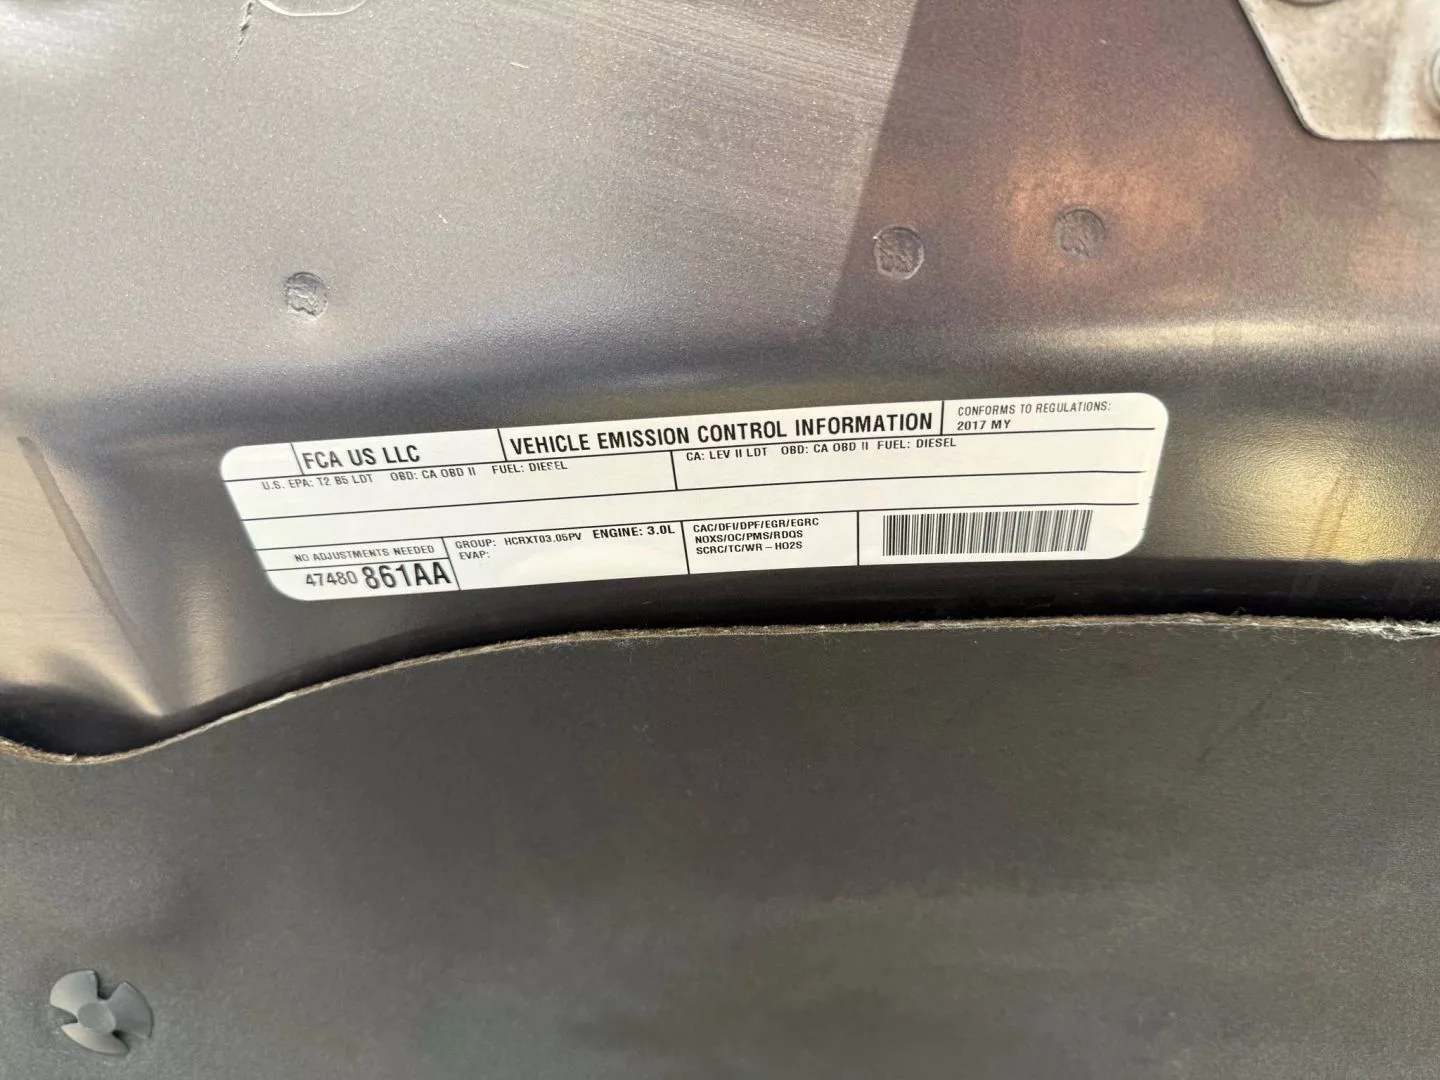 FCA US LLC
VEHICLE EMISSION CONTROL INFORMATION
CONFORMS TO REGULATIONS:
2017 MY
U.S. EPA: T2 B5 LDT OBD: CA OBD II FUEL: DIESEL
CA: LEV II LDT OBD: CA OBD II FUEL: DIESEL
NO ADJUSTMENTS NEEDED
47480 861AA
GROUP: HCRXT03.05PV ENGINE: 3.0L
EVAP:
CAC/DFI/DPF/EGR/EGRC
NOXS/OC/PMS/RDQS
SCRC/TC/WR – HO2S